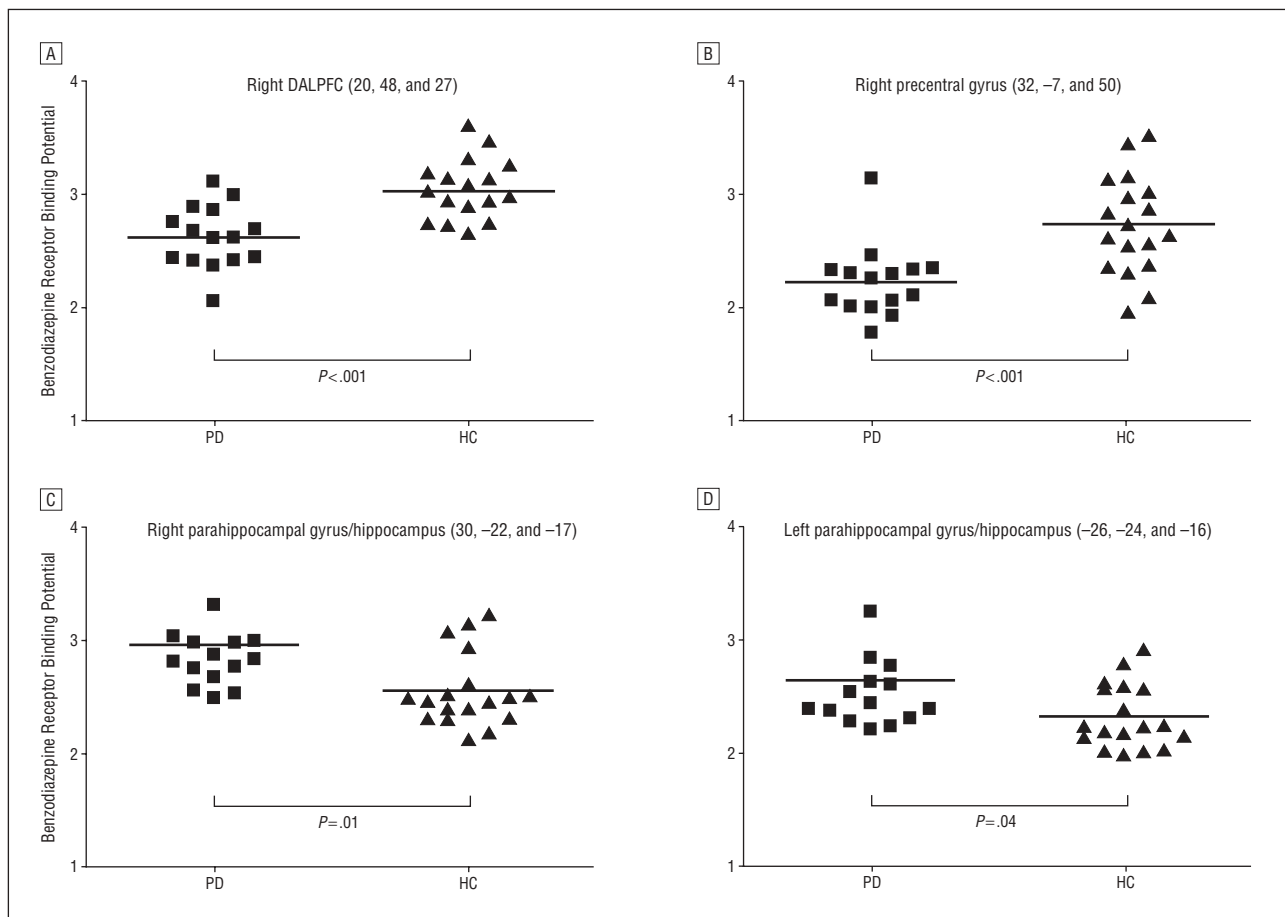 A
Right DALPFC (20, 48, and 27)
Benzodiazepine Receptor Binding Potential
4
3
2
1
P<.001
PD
HC
B
Right precentral gyrus (32, –7, and 50)
4
3
2
1
P<.001
PD
HC
C
Right parahippocampal gyrus/hippocampus (30, –22, and –17)
Benzodiazepine Receptor Binding Potential
4
3
2
1
P=.01
PD
HC
D
Left parahippocampal gyrus/hippocampus (–26, –24, and –16)
4
3
2
1
P=.04
PD
HC